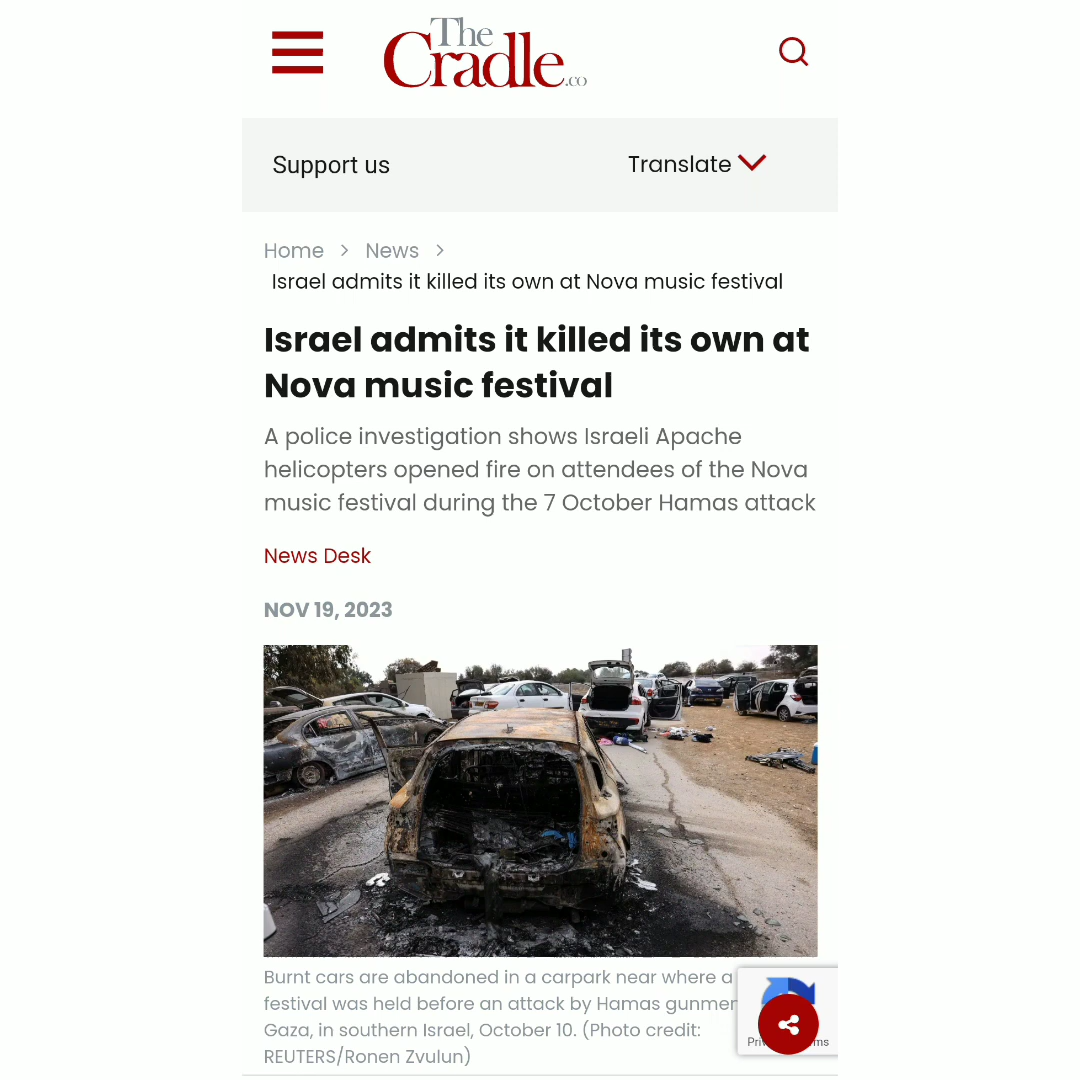 The
Cradle.co
Support us
Translate
Home > News >
Israel admits it killed its own at Nova music festival
Israel admits it killed its own at
Nova music festival
A police investigation shows Israeli Apache
helicopters opened fire on attendees of the Nova
music festival during the 7 October Hamas attack
News Desk
NOV 19, 2023
Burnt cars are abandoned in a carpark near where a
festival was held before an attack by Hamas gunmen
Gaza, in southern Israel, October 10. (Photo credit:
REUTERS/Ronen Zvulun)